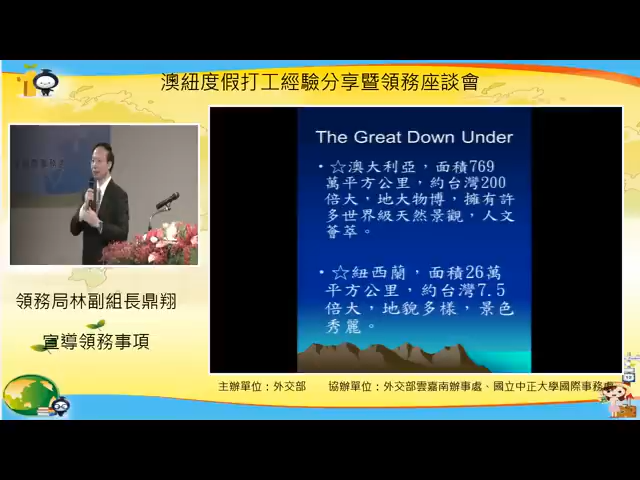 澳紐度假打工經驗分享暨領務座談會
The Great Down Under
・☆澳大利亞，面積769
萬平方公里，約台灣200
倍大，地大物博，擁有許
多世界級天然景觀，人文
薈萃。
・☆紐西蘭，面積26萬
平方公里，約台灣7.5
倍大，地貌多樣，景色
秀麗。
領務局林副組長鼎翔
宣導領務事項
主辦單位：外交部 協辦單位：外交部雲嘉南辦事處、國立中正大學國際事務處